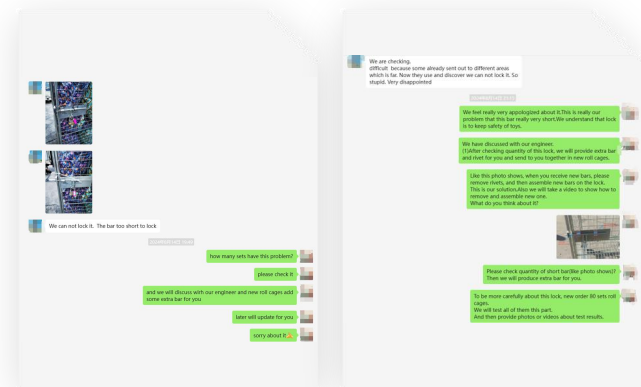 We can not lock it. The bar too short to lock
how many sets have this problem?
please check it
and we will discuss with our engineer and new roll cages add
some extra bar for you
later will update for you
sorry about it
We are checking,
difficult because some already sent out to different areas
which is far. Now they use and discover we can not lock it. So
stupid. Very disappointed
We feel really very appologized about it.This is really our
problem that this bar really very short.We understand that lock
is to keep safety of toys.
We have discussed with our engineer.
(1)After checking quantity of this lock, we will provide extra bar
and rivet for you and send to you together in new roll cages.
Like this photo shows, when you receive new bars, please
remove rivets, and then assemble new bars on the lock.
This is our solution.Also we will take a video to show how to
remove and assemble new one.
What do you think about it?
Please check quantity of short bar(like photo shows)?
Then we will produce extra bar for you.
To be more carefully about this lock, new order 80 sets roll
cages.
We will test all of them this part.
And then provide photos or videos about test results.